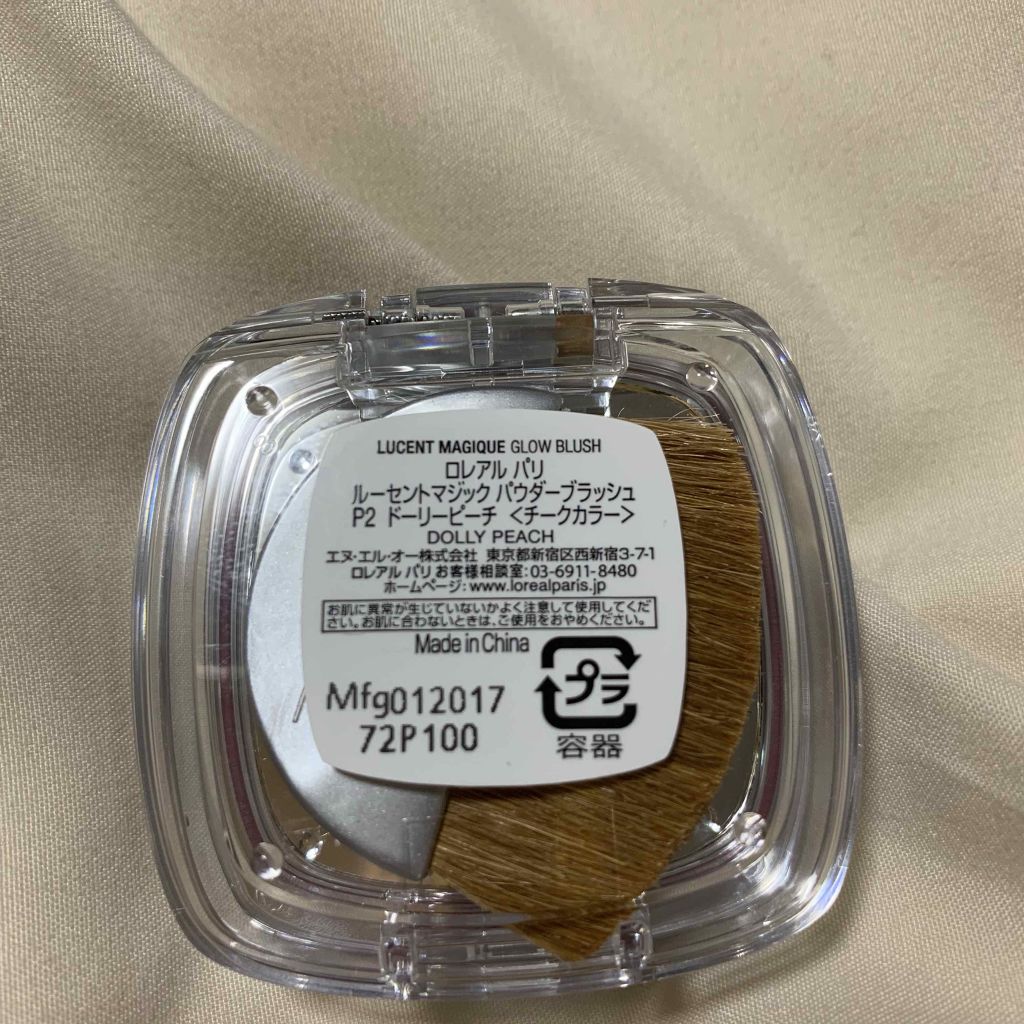 LUCENT MAGIQUE GLOW BLUSH
ロレアル パリ
ルーセントマジック パウダーブラッシュ
P2 ドーリーピーチ <チークカラー>
DOLLY PEACH
エヌ・エル・オー株式会社 東京都新宿区西新宿3-7-1
ロレアル パリ お客様相談室:03-6911-8480
ホームページ:www.lorealparis.jp
お肌に異常が生じていないかよく注意して使用してくだ
さい。お肌に合わないときは、ご使用をおやめください。
Made in China
プラ
Mfg012017
72P100
容器